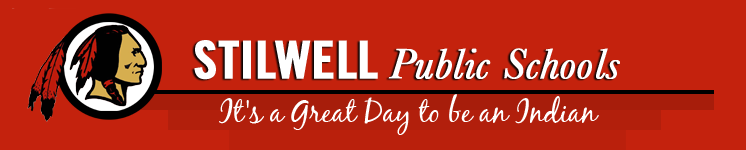 STILWELL Public Schools
It's a Great Day to be an Indian